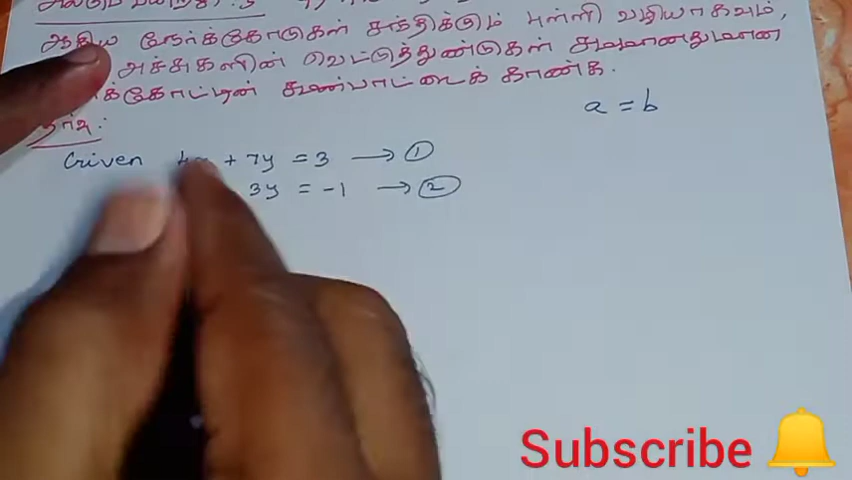 ஆகிய நேர்க்கோடுகள் சந்திக்கும் புள்ளி வழியாகவும்,
அச்சுகளின் வெட்டுத்துண்டுகள் சமமானதுமான
க்கோட்டின் சமன்பாட்டைக் காண்க.
a = b
Given 4x + 7y = 3 → ①
3y = -1 → ②
Subscribe